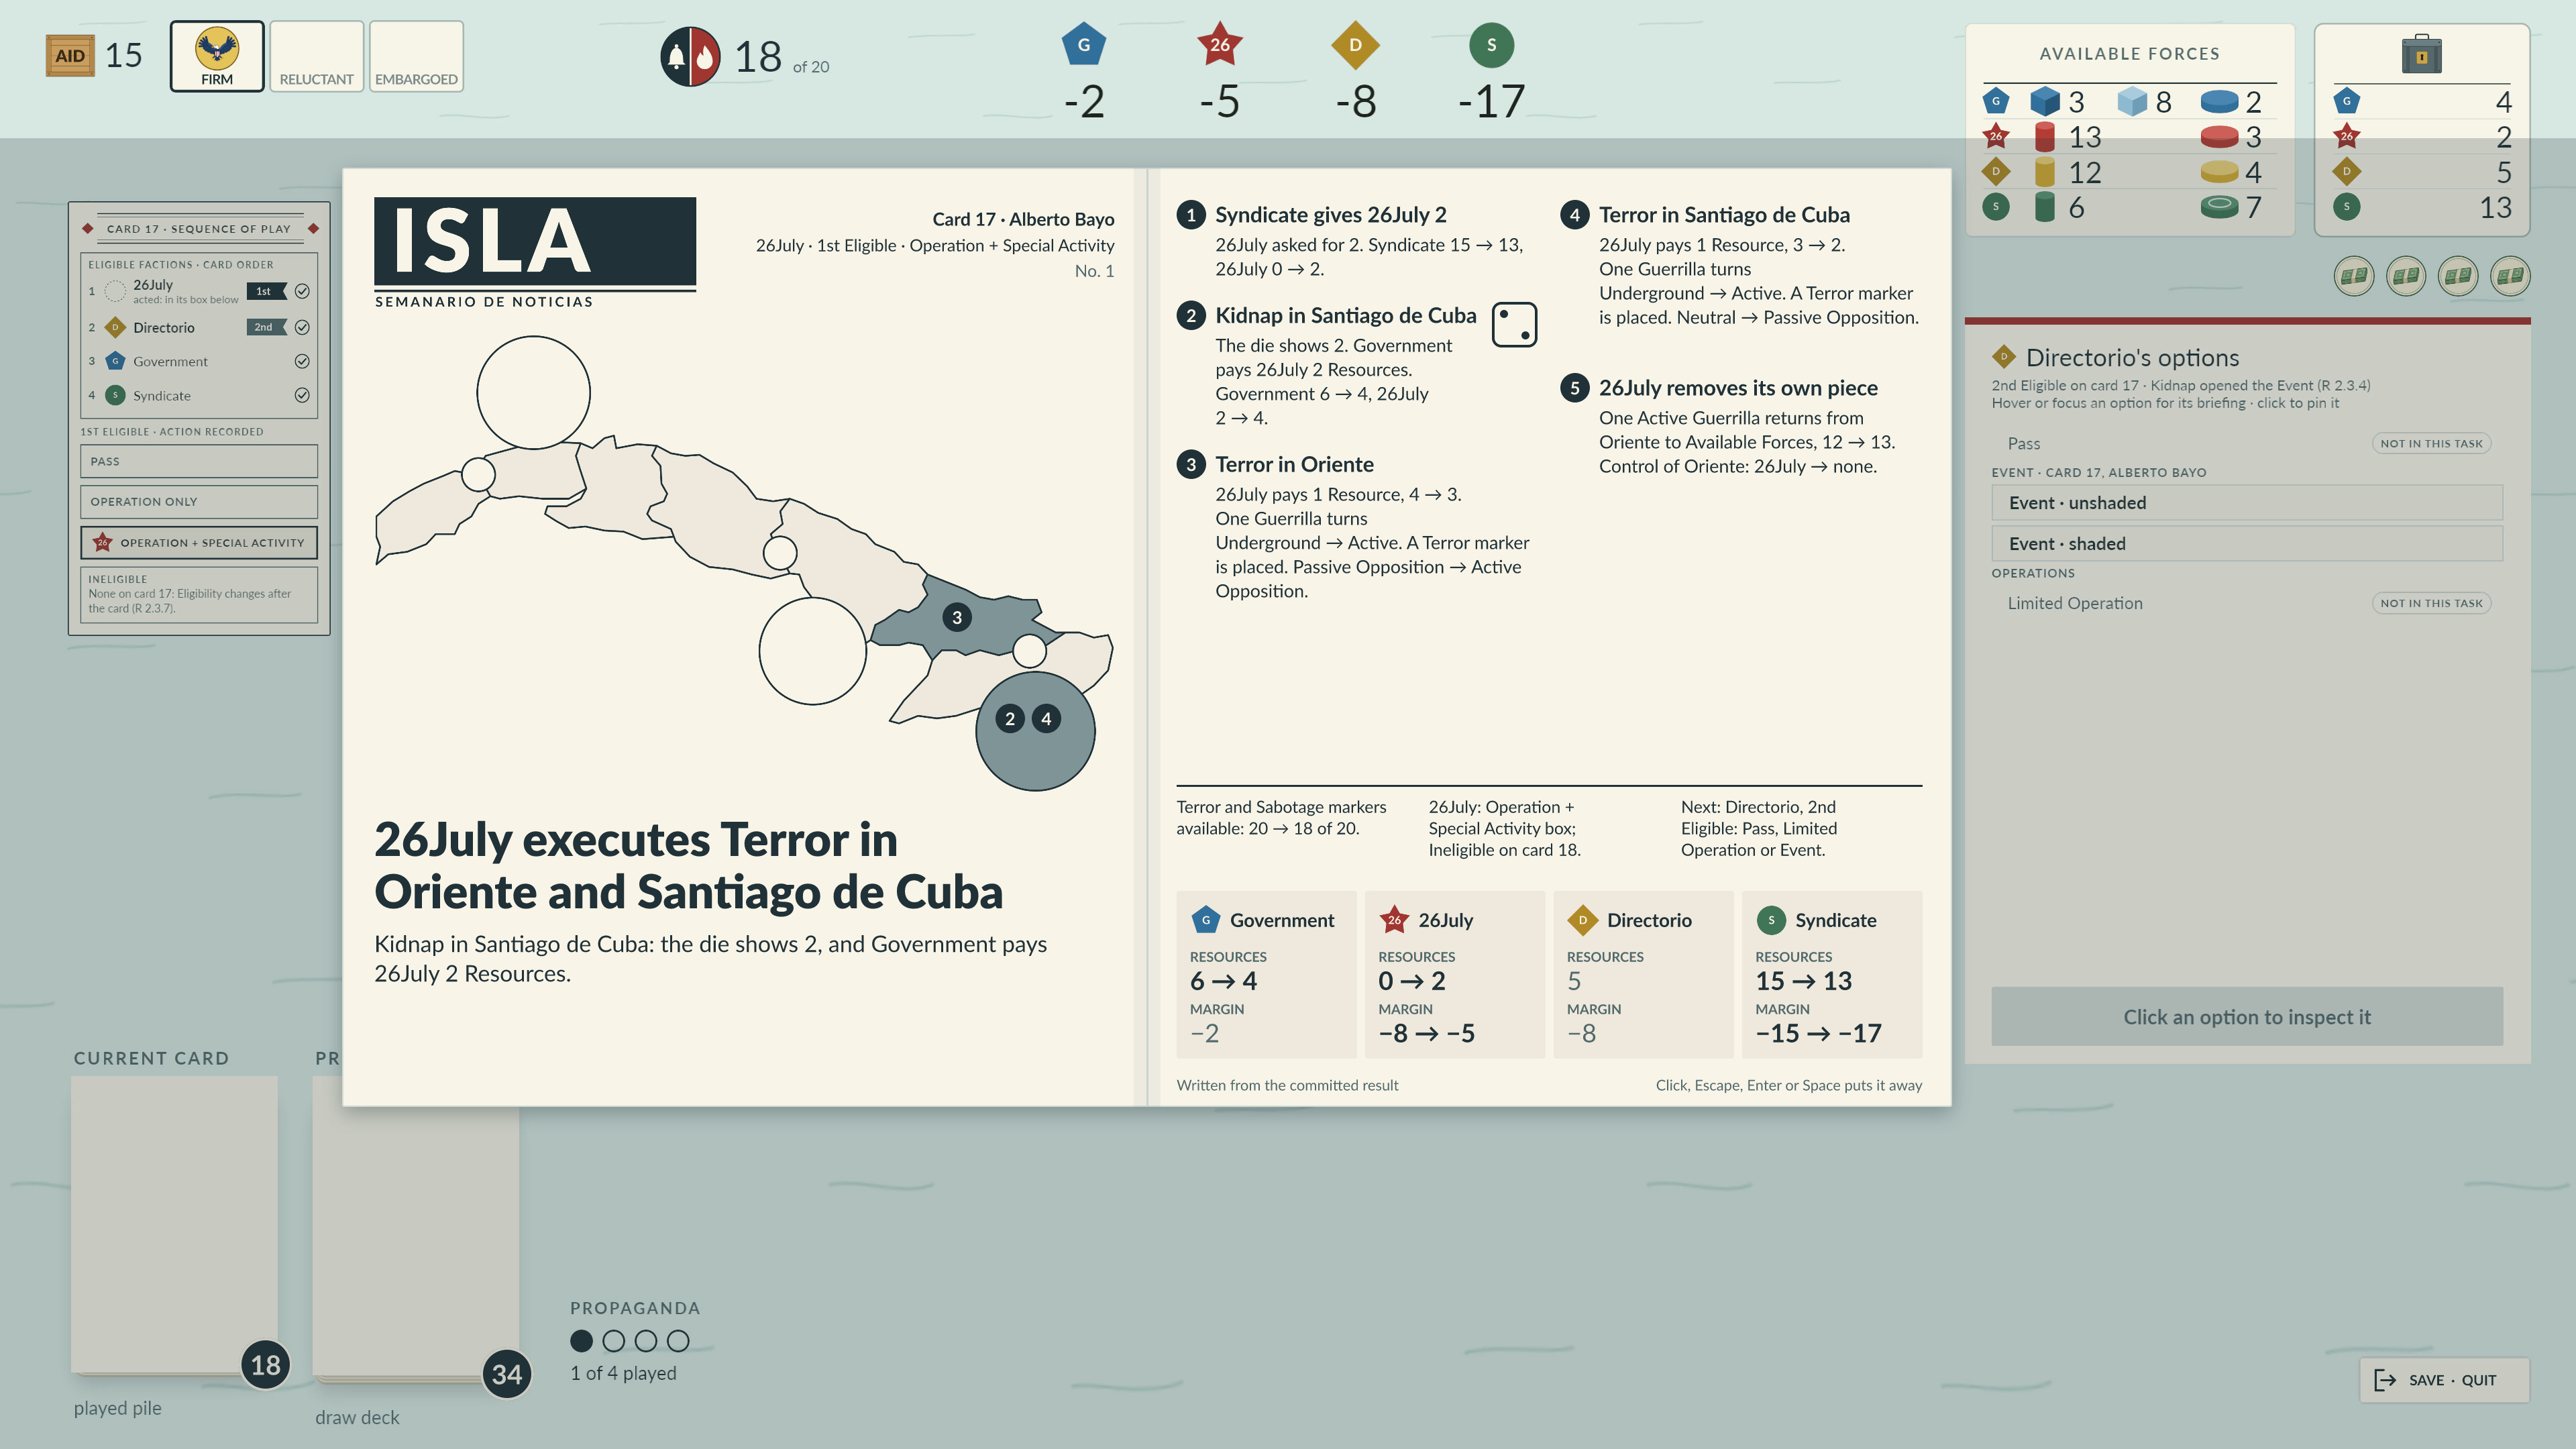 AID 15
FIRM
RELUCTANT
EMBARGOED
18 of 20
G
26
D
S
-2
-5
-8
-17
AVAILABLE FORCES
G 3 8 2
26 13 3
D 12 4
S 6 7
G 4
26 2
D 5
S 13
CARD 17 · SEQUENCE OF PLAY
ELIGIBLE FACTIONS · CARD ORDER
1 26July 1st
acted: in its box below
2 D Directorio 2nd
3 G Government
4 S Syndicate
1ST ELIGIBLE · ACTION RECORDED
PASS
OPERATION ONLY
26 OPERATION + SPECIAL ACTIVITY
INELIGIBLE
None on card 17: Eligibility changes after
the card (R 2.3.7).
ISLA
SEMANARIO DE NOTICIAS
Card 17 · Alberto Bayo
26July · 1st Eligible · Operation + Special Activity
No. 1
3
2 4
26July executes Terror in
Oriente and Santiago de Cuba
Kidnap in Santiago de Cuba: the die shows 2, and Government pays
26July 2 Resources.
1 Syndicate gives 26July 2
26July asked for 2. Syndicate 15 → 13,
26July 0 → 2.
2 Kidnap in Santiago de Cuba
The die shows 2. Government
pays 26July 2 Resources.
Government 6 → 4, 26July
2 → 4.
3 Terror in Oriente
26July pays 1 Resource, 4 → 3.
One Guerrilla turns
Underground → Active. A Terror marker
is placed. Passive Opposition → Active
Opposition.
4 Terror in Santiago de Cuba
26July pays 1 Resource, 3 → 2.
One Guerrilla turns
Underground → Active. A Terror marker
is placed. Neutral → Passive Opposition.
5 26July removes its own piece
One Active Guerrilla returns from
Oriente to Available Forces, 12 → 13.
Control of Oriente: 26July → none.
Terror and Sabotage markers
available: 20 → 18 of 20.
26July: Operation +
Special Activity box;
Ineligible on card 18.
Next: Directorio, 2nd
Eligible: Pass, Limited
Operation or Event.
G Government
RESOURCES
6 → 4
MARGIN
−2
26 26July
RESOURCES
0 → 2
MARGIN
−8 → −5
D Directorio
RESOURCES
5
MARGIN
−8
S Syndicate
RESOURCES
15 → 13
MARGIN
−15 → −17
Written from the committed result
Click, Escape, Enter or Space puts it away
D Directorio's options
2nd Eligible on card 17 · Kidnap opened the Event (R 2.3.4)
Hover or focus an option for its briefing · click to pin it
Pass NOT IN THIS TASK
EVENT · CARD 17, ALBERTO BAYO
Event · unshaded
Event · shaded
OPERATIONS
Limited Operation NOT IN THIS TASK
Click an option to inspect it
CURRENT CARD
PR
18
played pile
34
draw deck
PROPAGANDA
1 of 4 played
SAVE · QUIT